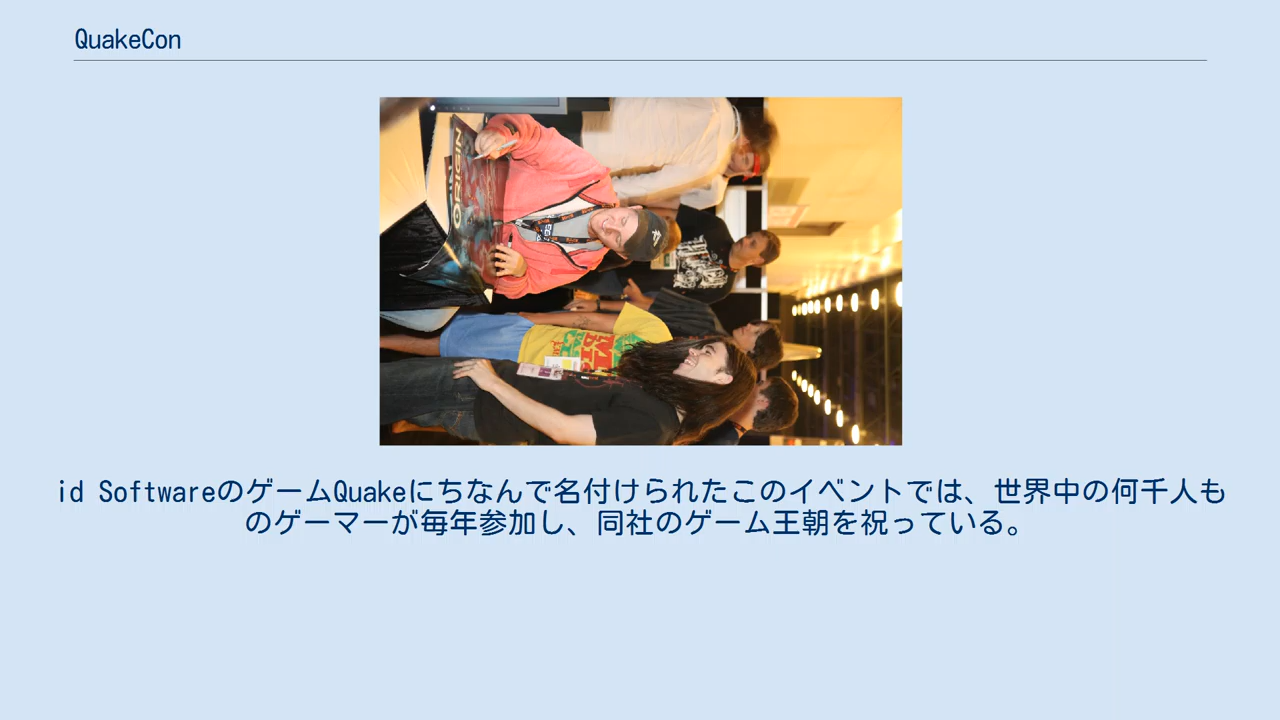 QuakeCon
ORIGIN
id SoftwareのゲームQuakeにちなんで名付けられたこのイベントでは、世界中の何千人も
のゲーマーが毎年参加し、同社のゲーム王朝を祝っている。